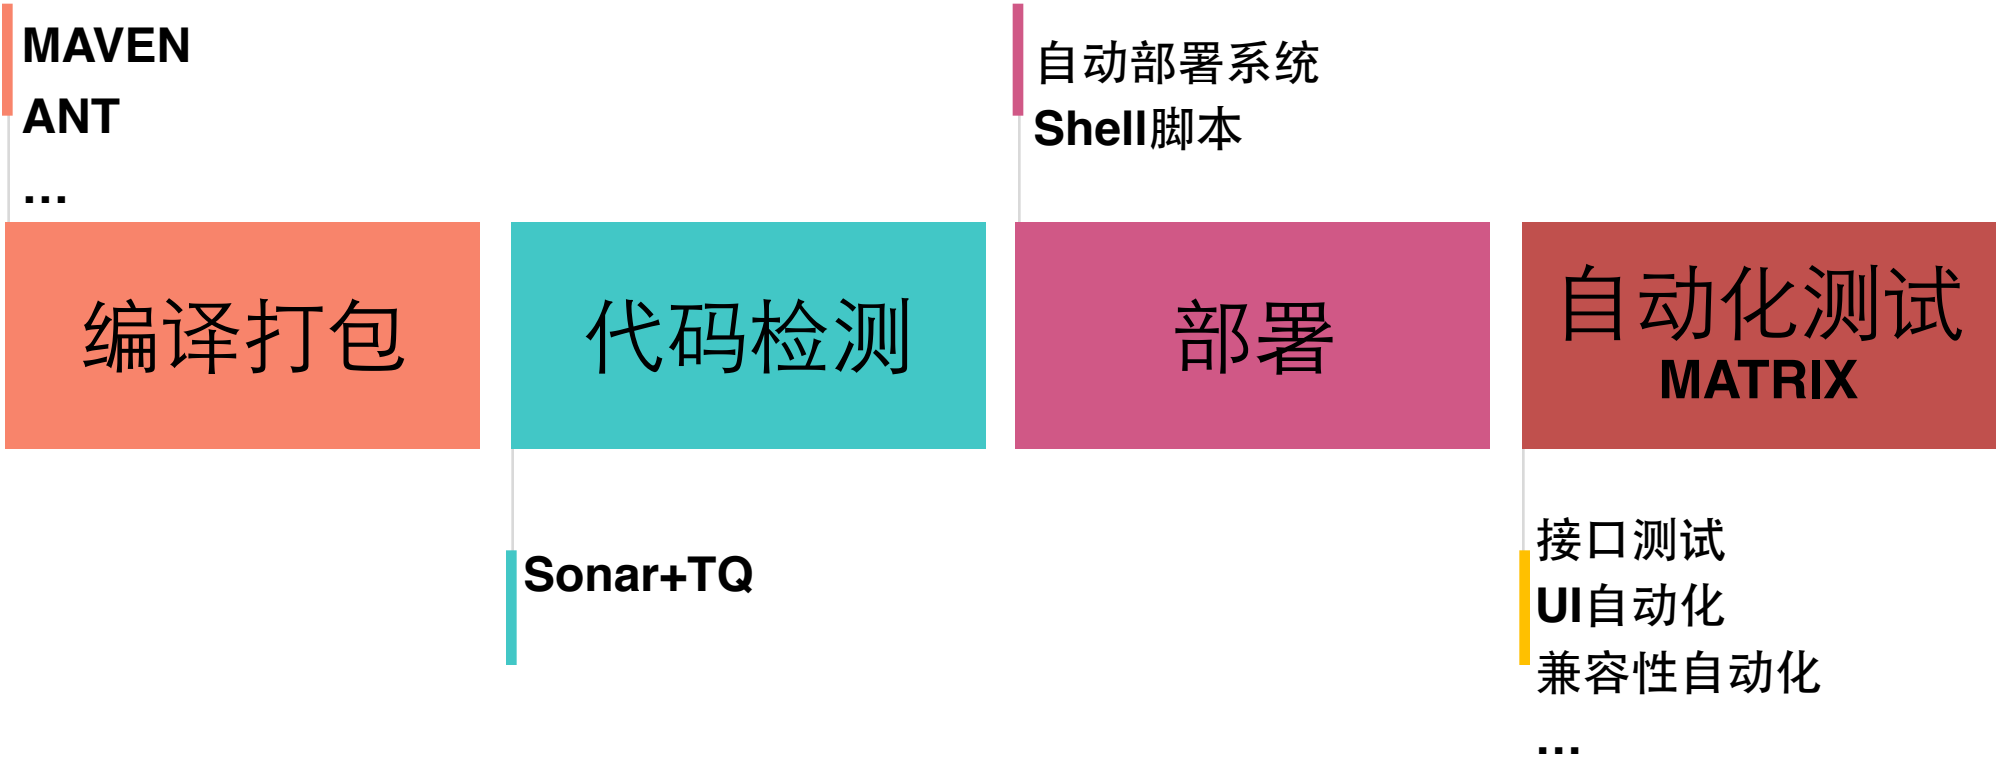 MAVEN
ANT
...
自动部署系统
Shell脚本
编译打包
代码检测
部署
自动化测试
MATRIX
Sonar+TQ
接口测试
UI自动化
兼容性自动化
...